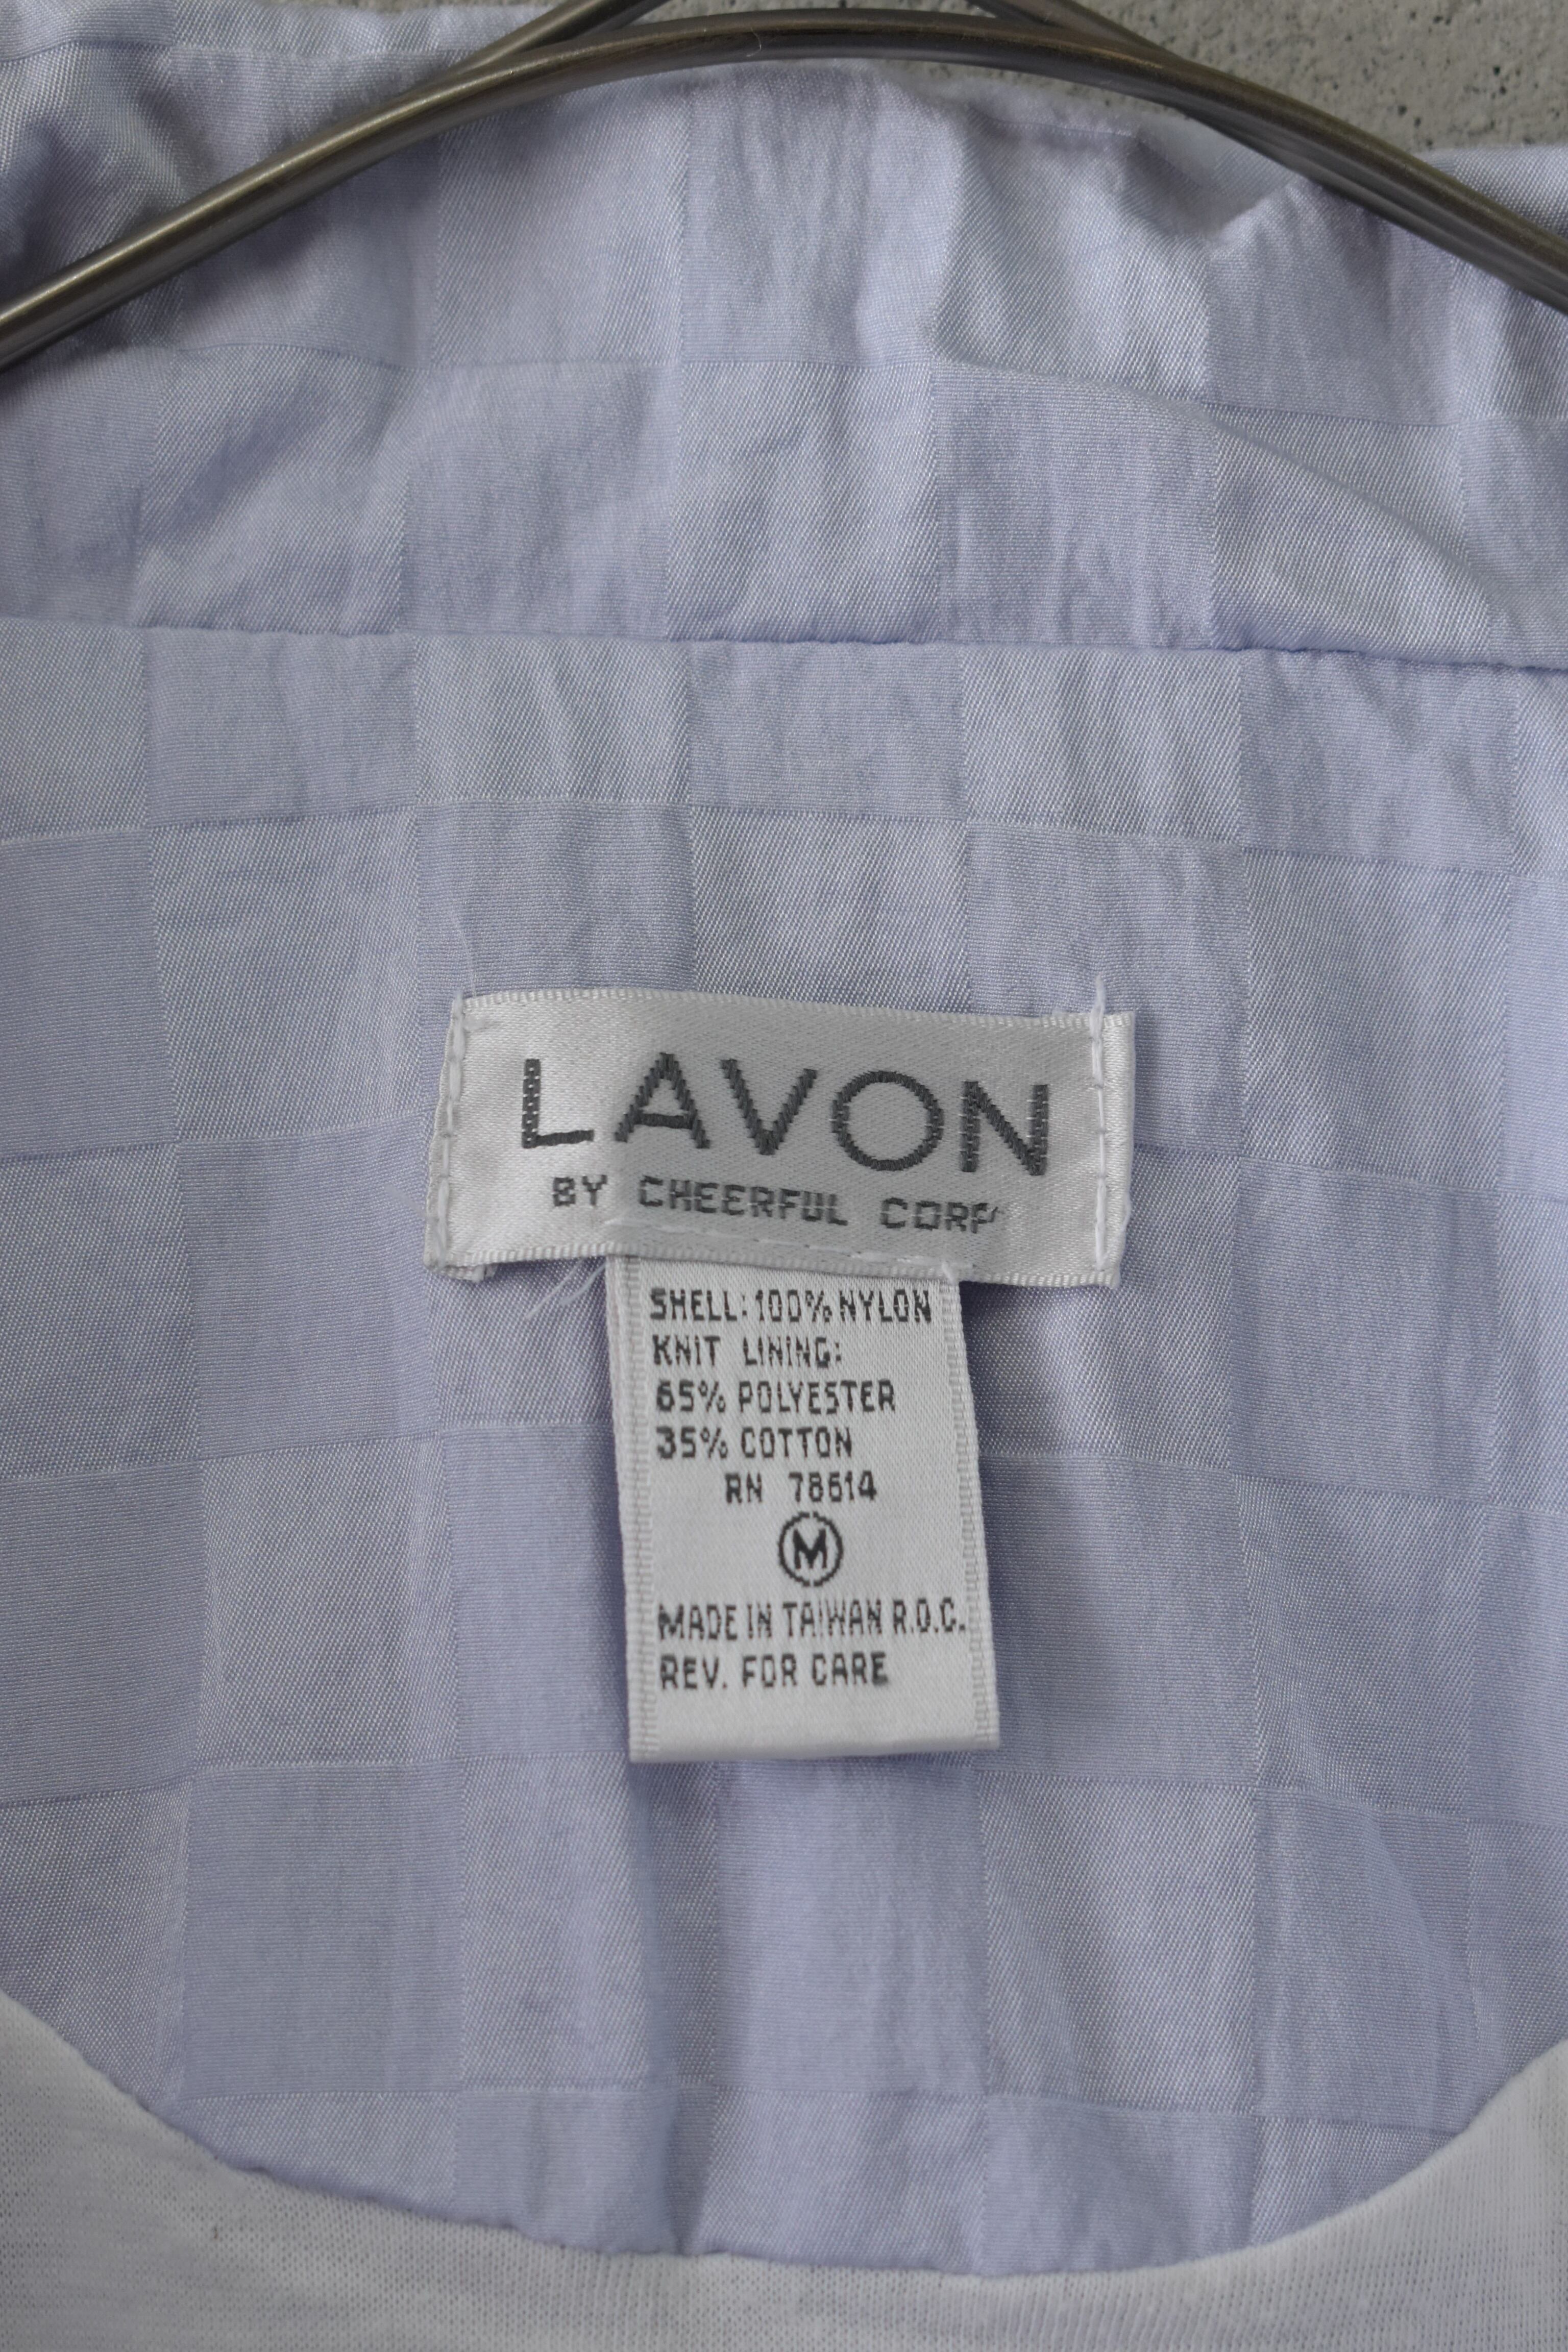 LAVON
BY CHEERFUL CORP
SHELL: 100% NYLON
KNIT LINING:
65% POLYESTER
35% COTTON
RN 78614
M
MADE IN TAIWAN R.O.C.
REV. FOR CARE